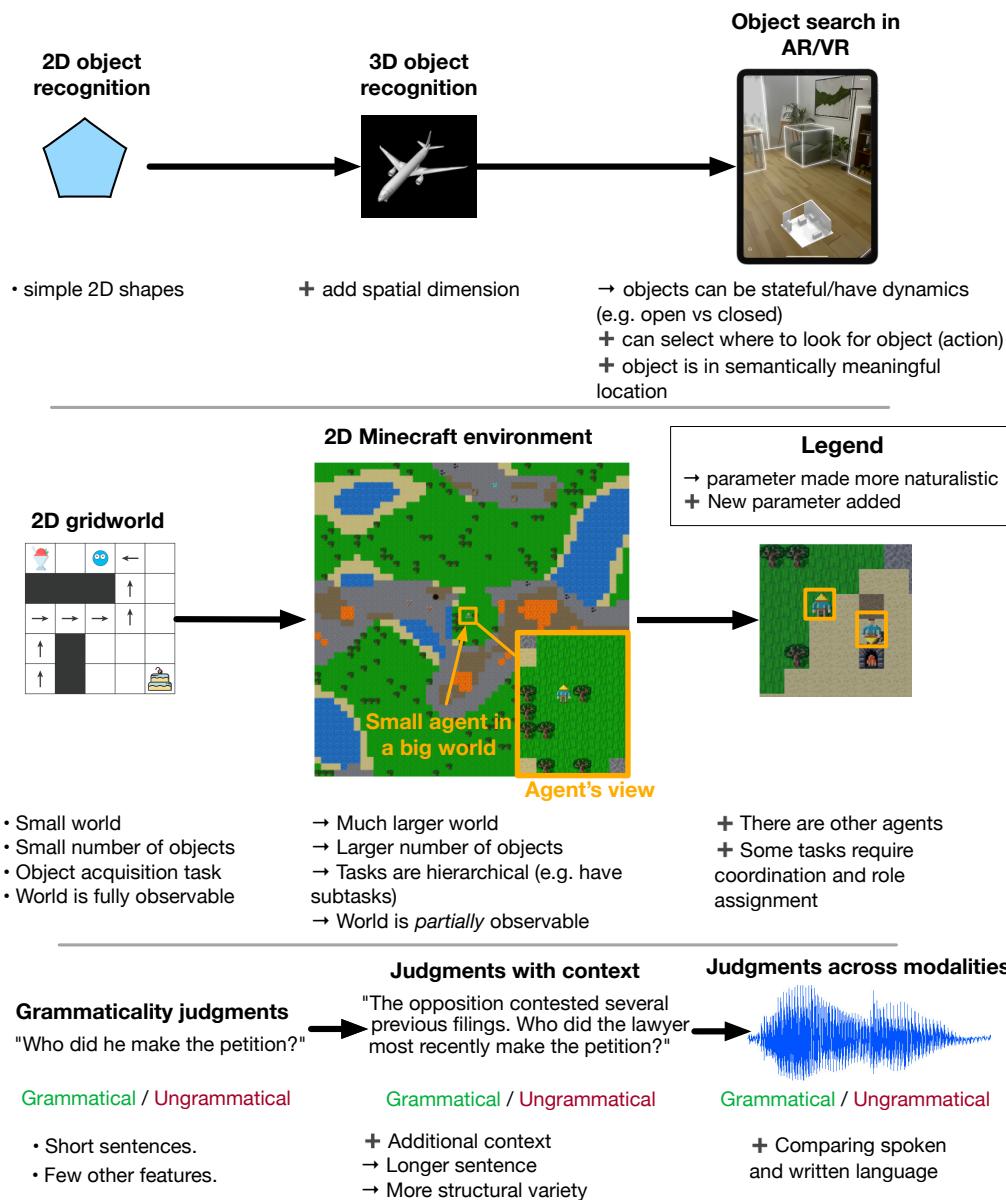 2D object
recognition
3D object
recognition
Object search in
AR/VR
• simple 2D shapes
+ add spatial dimension
→ objects can be stateful/have dynamics
(e.g. open vs closed)
+ can select where to look for object (action)
+ object is in semantically meaningful
location
2D gridworld
2D Minecraft environment
Small agent in
a big world
Agent's view
Legend
→ parameter made more naturalistic
+ New parameter added
• Small world
• Small number of objects
• Object acquisition task
• World is fully observable
→ Much larger world
→ Larger number of objects
→ Tasks are hierarchical (e.g. have
subtasks)
→ World is partially observable
+ There are other agents
+ Some tasks require
coordination and role
assignment
Grammaticality judgments
"Who did he make the petition?"
Grammatical / Ungrammatical
• Short sentences.
• Few other features.
Judgments with context
"The opposition contested several
previous filings. Who did the lawyer
most recently make the petition?"
Grammatical / Ungrammatical
+ Additional context
→ Longer sentence
→ More structural variety
Judgments across modalities
Grammatical / Ungrammatical
+ Comparing spoken
and written language